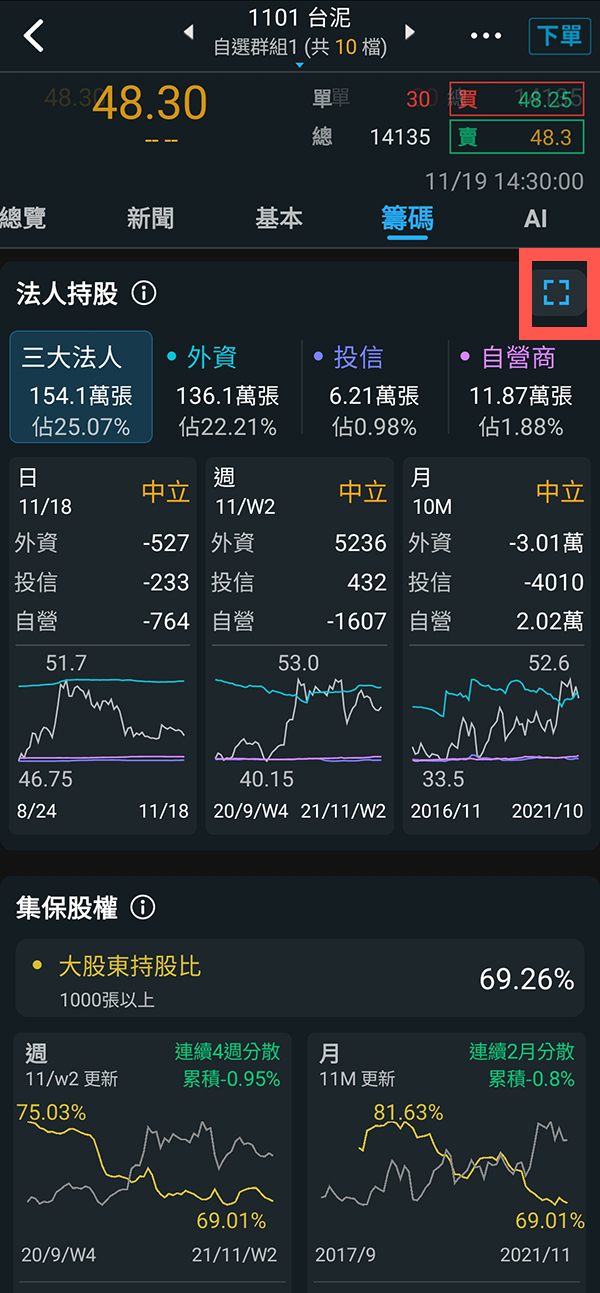 1101 台泥
自選群組1 (共 10 檔)
下單
48.30
-- --
單 30 買 48.25
總 14135 賣 48.3
11/19 14:30:00
總覽 新聞 基本 籌碼 AI
法人持股
三大法人 外資 投信 自營商
154.1萬張 136.1萬張 6.21萬張 11.87萬張
佔25.07% 佔22.21% 佔0.98% 佔1.88%
日 中立 週 中立 月 中立
11/18 11/W2 10M
外資 -527 外資 5236 外資 -3.01萬
投信 -233 投信 432 投信 -4010
自營 -764 自營 -1607 自營 2.02萬
51.7 53.0 52.6
46.75 40.15 33.5
8/24 11/18 20/9/W4 21/11/W2 2016/11 2021/10
集保股權
大股東持股比 69.26%
1000張以上
週 連續4週分散 月 連續2月分散
11/w2 更新 累積-0.95% 11M 更新 累積-0.8%
75.03% 81.63%
69.01% 69.01%
20/9/W4 21/11/W2 2017/9 2021/11